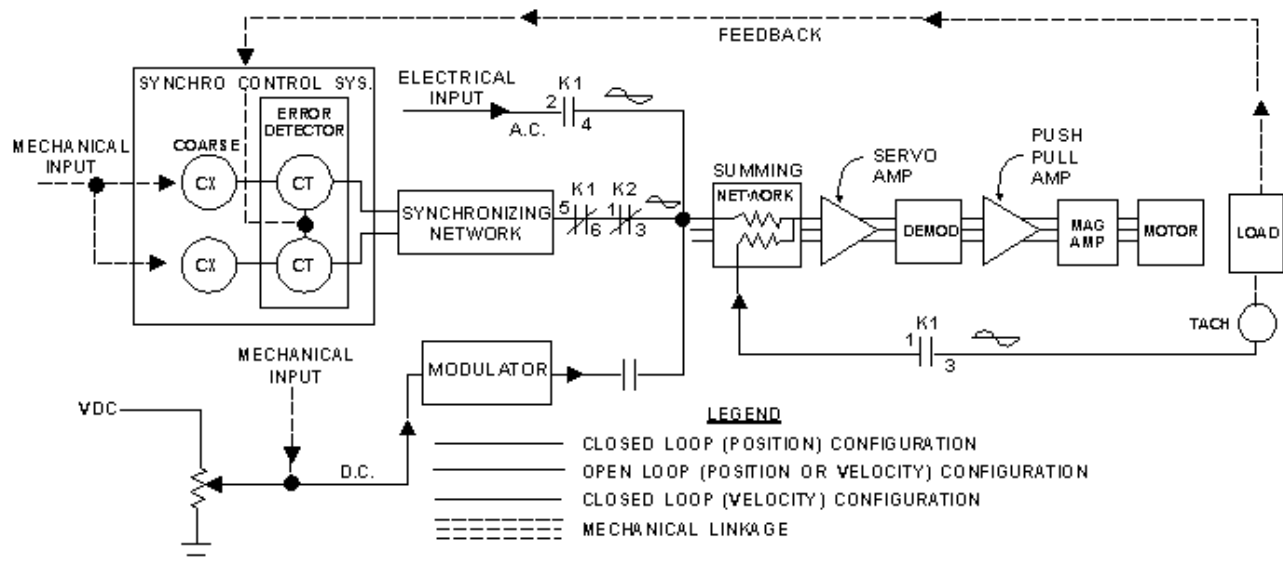 FEEDBACK
SYNCHRO CONTROL SYS.
ERROR
DETECTOR
MECHANICAL
INPUT
COARSE
CX
CT
CX
CT
ELECTRICAL
INPUT
A.C.
K1
2
4
SYNCHRONIZING
NETWORK
K1
5
6
K2
1
3
SUMMING
NETWORK
SERVO
AMP
DEMOD
PUSH
PULL
AMP
MAG
AMP
MOTOR
LOAD
TACH
K1
1
3
MECHANICAL
INPUT
MODULATOR
VDC
D.C.
LEGEND
CLOSED LOOP (POSITION) CONFIGURATION
OPEN LOOP (POSITION OR VELOCITY) CONFIGURATION
CLOSED LOOP (VELOCITY) CONFIGURATION
MECHANICAL LINKAGE